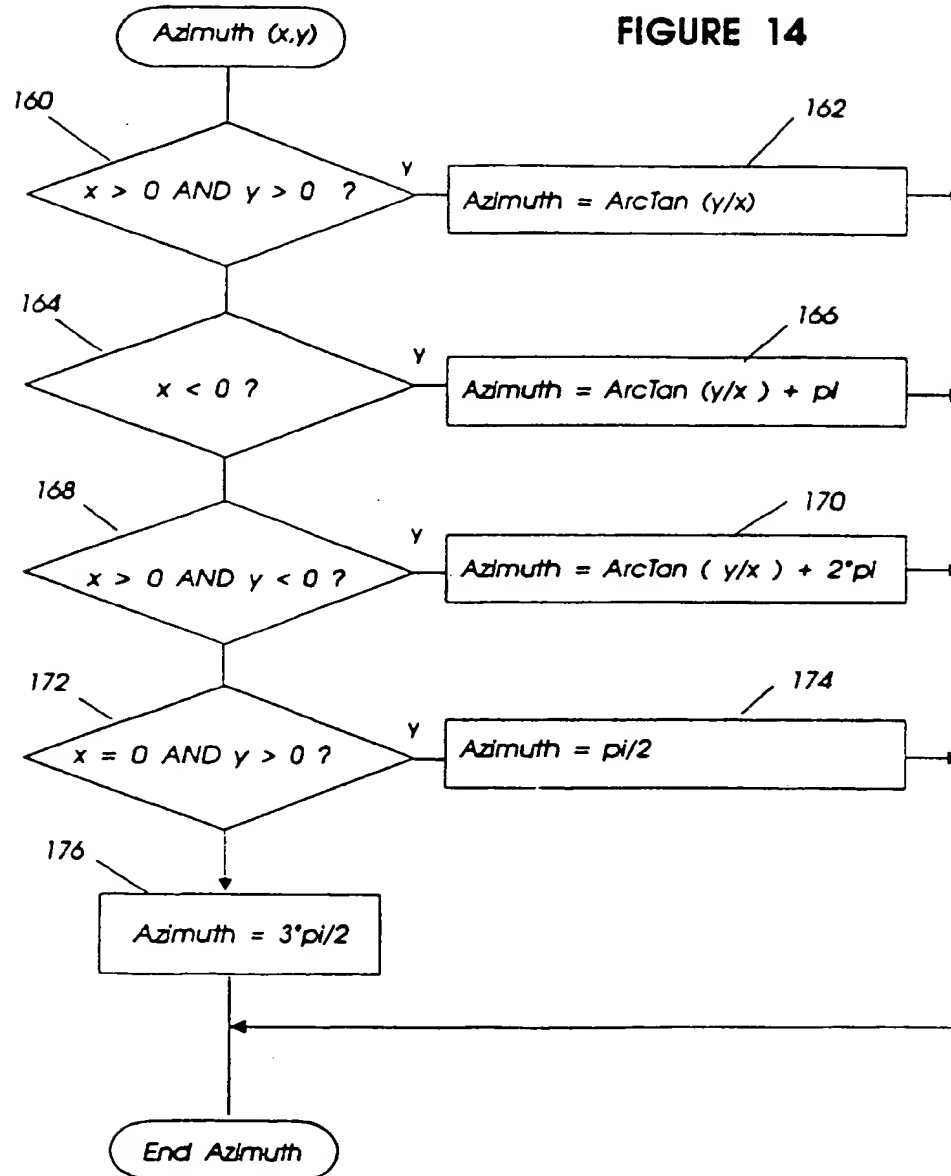 FIGURE 14
Azimuth (x,y)
160
x > 0 AND y > 0 ?
y
162
Azimuth = ArcTan (y/x)
164
x < 0 ?
y
166
Azimuth = ArcTan (y/x ) + pi
168
x > 0 AND y < 0 ?
y
170
Azimuth = ArcTan ( y/x ) + 2*pi
172
x = 0 AND y > 0 ?
y
174
Azimuth = pi/2
176
Azimuth = 3*pi/2
End Azimuth